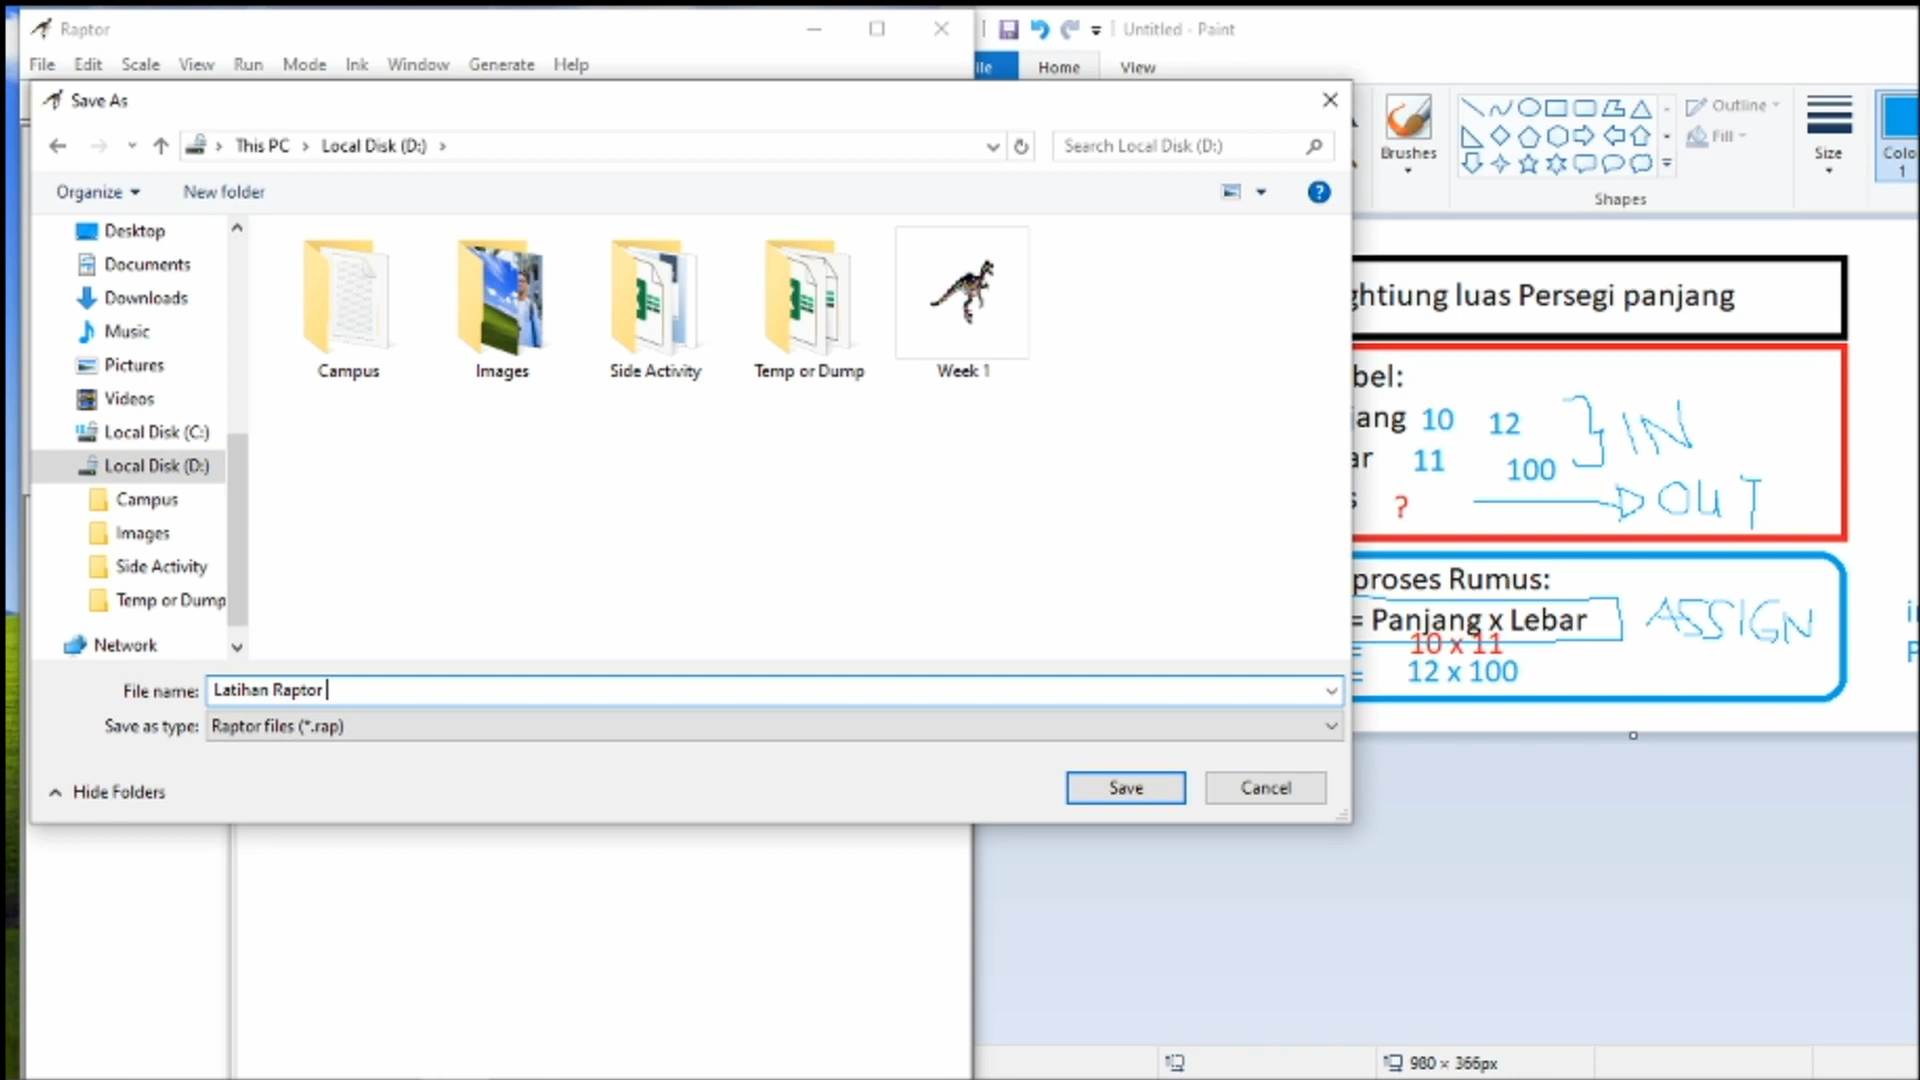 Raptor
File Edit Scale View Run Mode Ink Window Generate Help
Save As
This PC Local Disk (D:)
Search Local Disk (D:)
Organize New folder
Desktop
Documents
Downloads
Music
Pictures
Videos
Local Disk (C:)
Local Disk (D:)
Campus
Images
Side Activity
Temp or Dump
Network
Campus Images Side Activity Temp or Dump Week 1
File name: Latihan Raptor
Save as type: Raptor files (*.rap)
Hide Folders
Save Cancel
Untitled - Paint
ile Home View
Brushes
Shapes
Outline
Fill
Size
Colo
1
ghtiung luas Persegi panjang
bel:
jang 10 12
ar 11 100
IN
s ? OUT
proses Rumus:
= Panjang x Lebar ASSIGN
= 10 x 11
= 12 x 100
980 × 366px